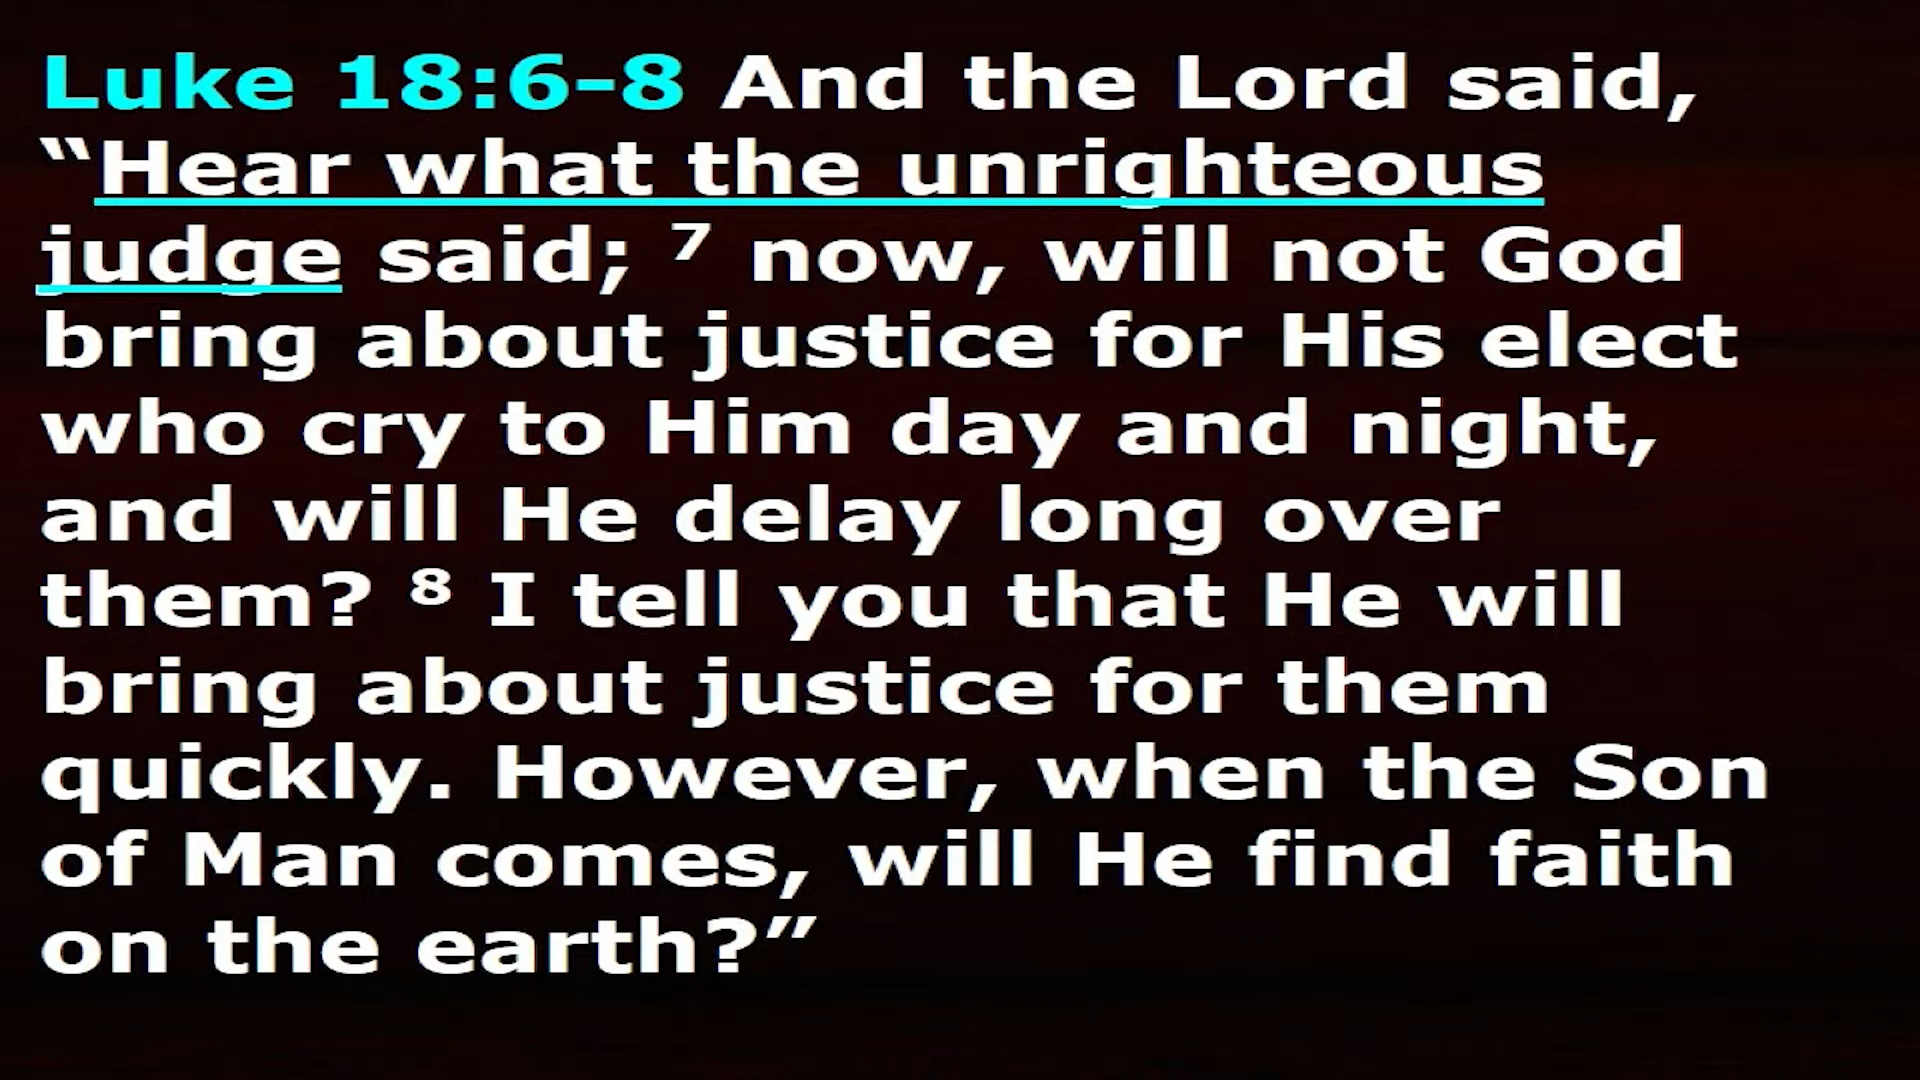 Luke 18:6-8 And the Lord said,
“Hear what the unrighteous
judge said; ⁷ now, will not God
bring about justice for His elect
who cry to Him day and night,
and will He delay long over
them? ⁸ I tell you that He will
bring about justice for them
quickly. However, when the Son
of Man comes, will He find faith
on the earth?”